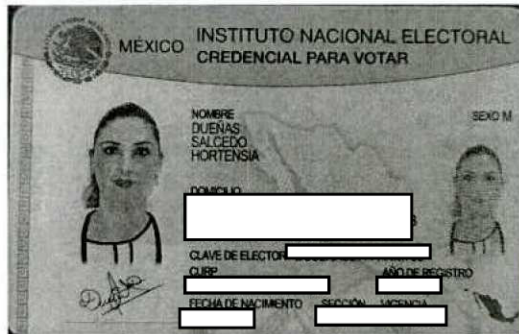 MÉXICO
INSTITUTO NACIONAL ELECTORAL
CREDENCIAL PARA VOTAR
NOMBRE
DUEÑAS
SALCEDO
HORTENSIA
SEXO M
DOMICILIO
CLAVE DE ELECTOR
CURP
AÑO DE REGISTRO
FECHA DE NACIMIENTO SECCIÓN VIGENCIA